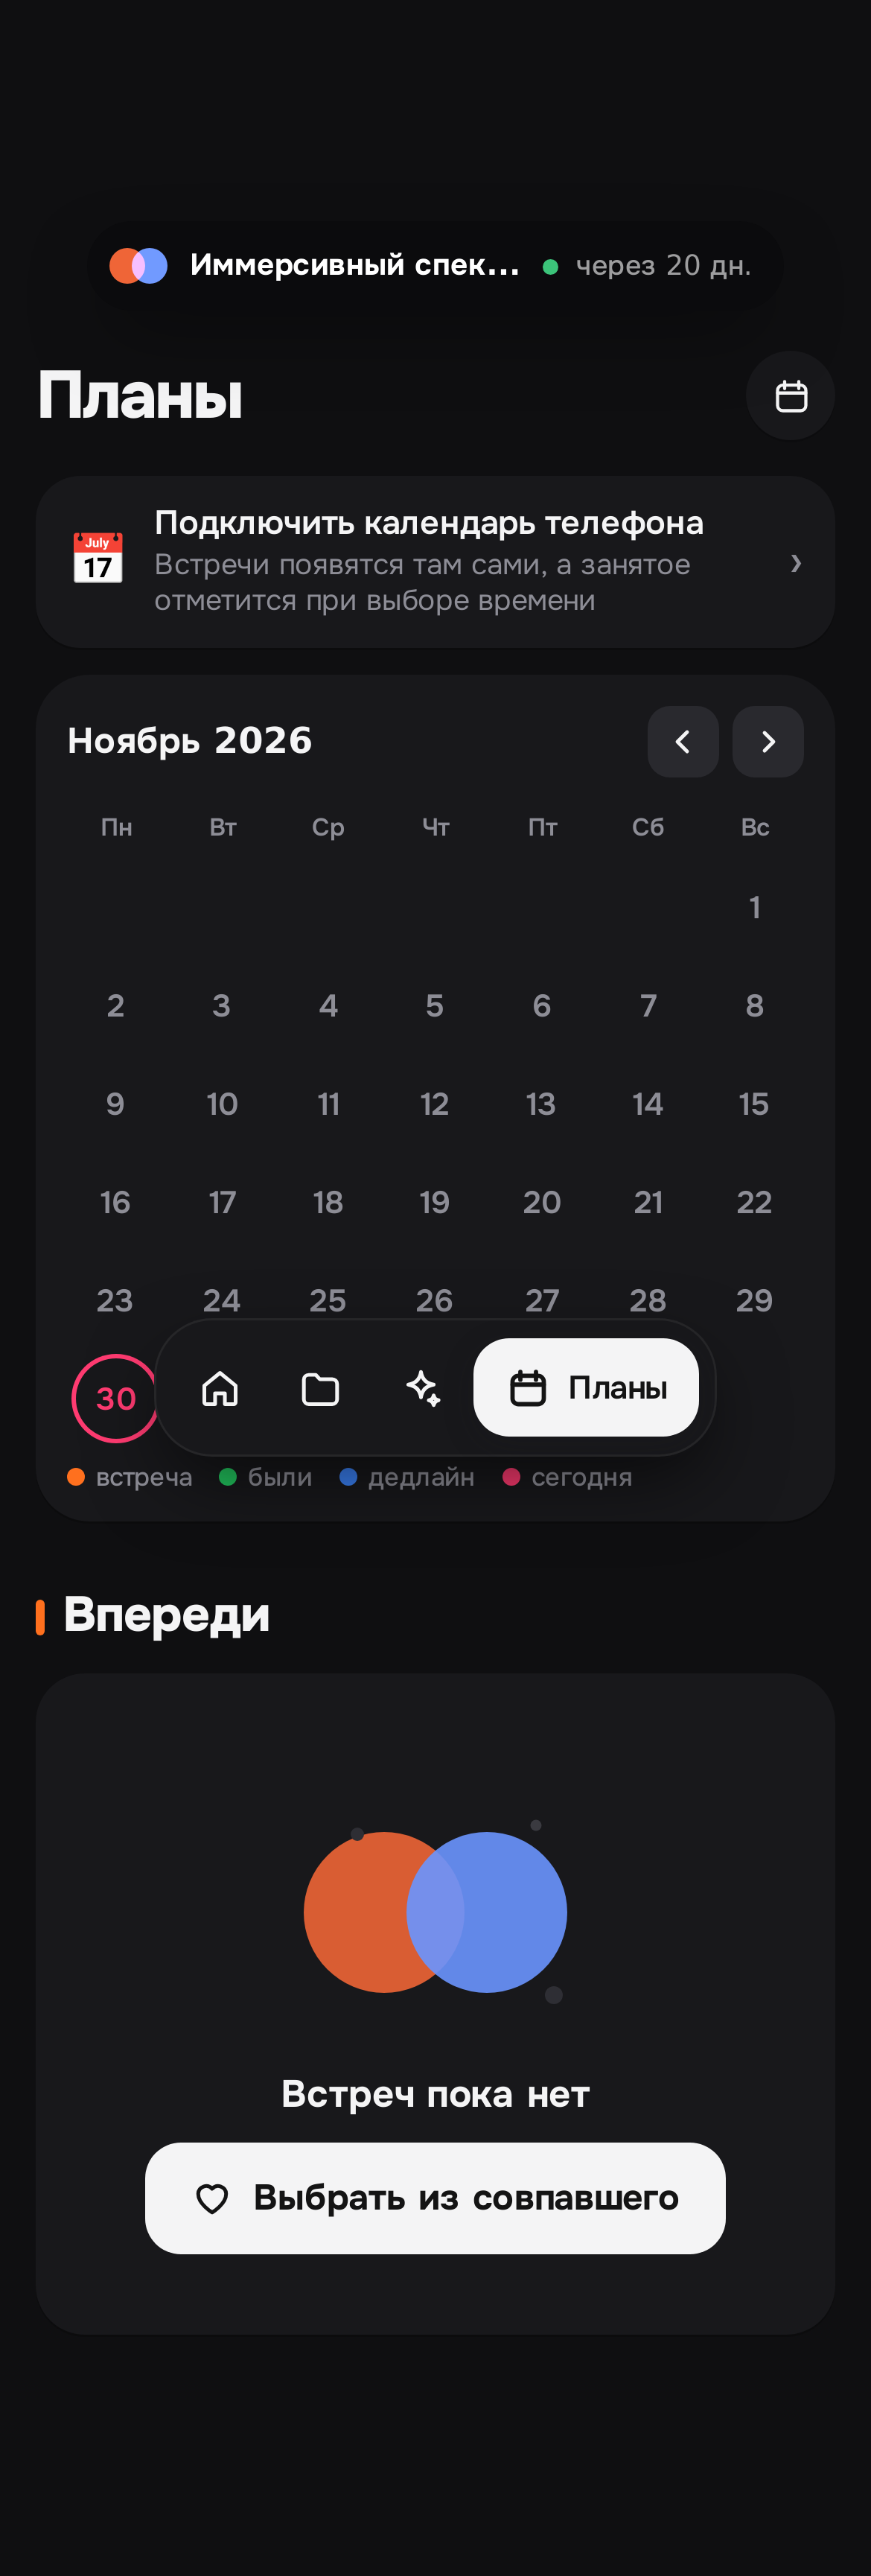 Иммерсивный спек... через 20 дн.
Планы
July
17
Подключить календарь телефона
Встречи появятся там сами, а занятое
отметится при выборе времени
Ноябрь 2026
Пн Вт Ср Чт Пт Сб Вс
1
2 3 4 5 6 7 8
9 10 11 12 13 14 15
16 17 18 19 20 21 22
23 24 25 26 27 28 29
30
Планы
встреча были дедлайн сегодня
Впереди
Встреч пока нет
Выбрать из совпавшего